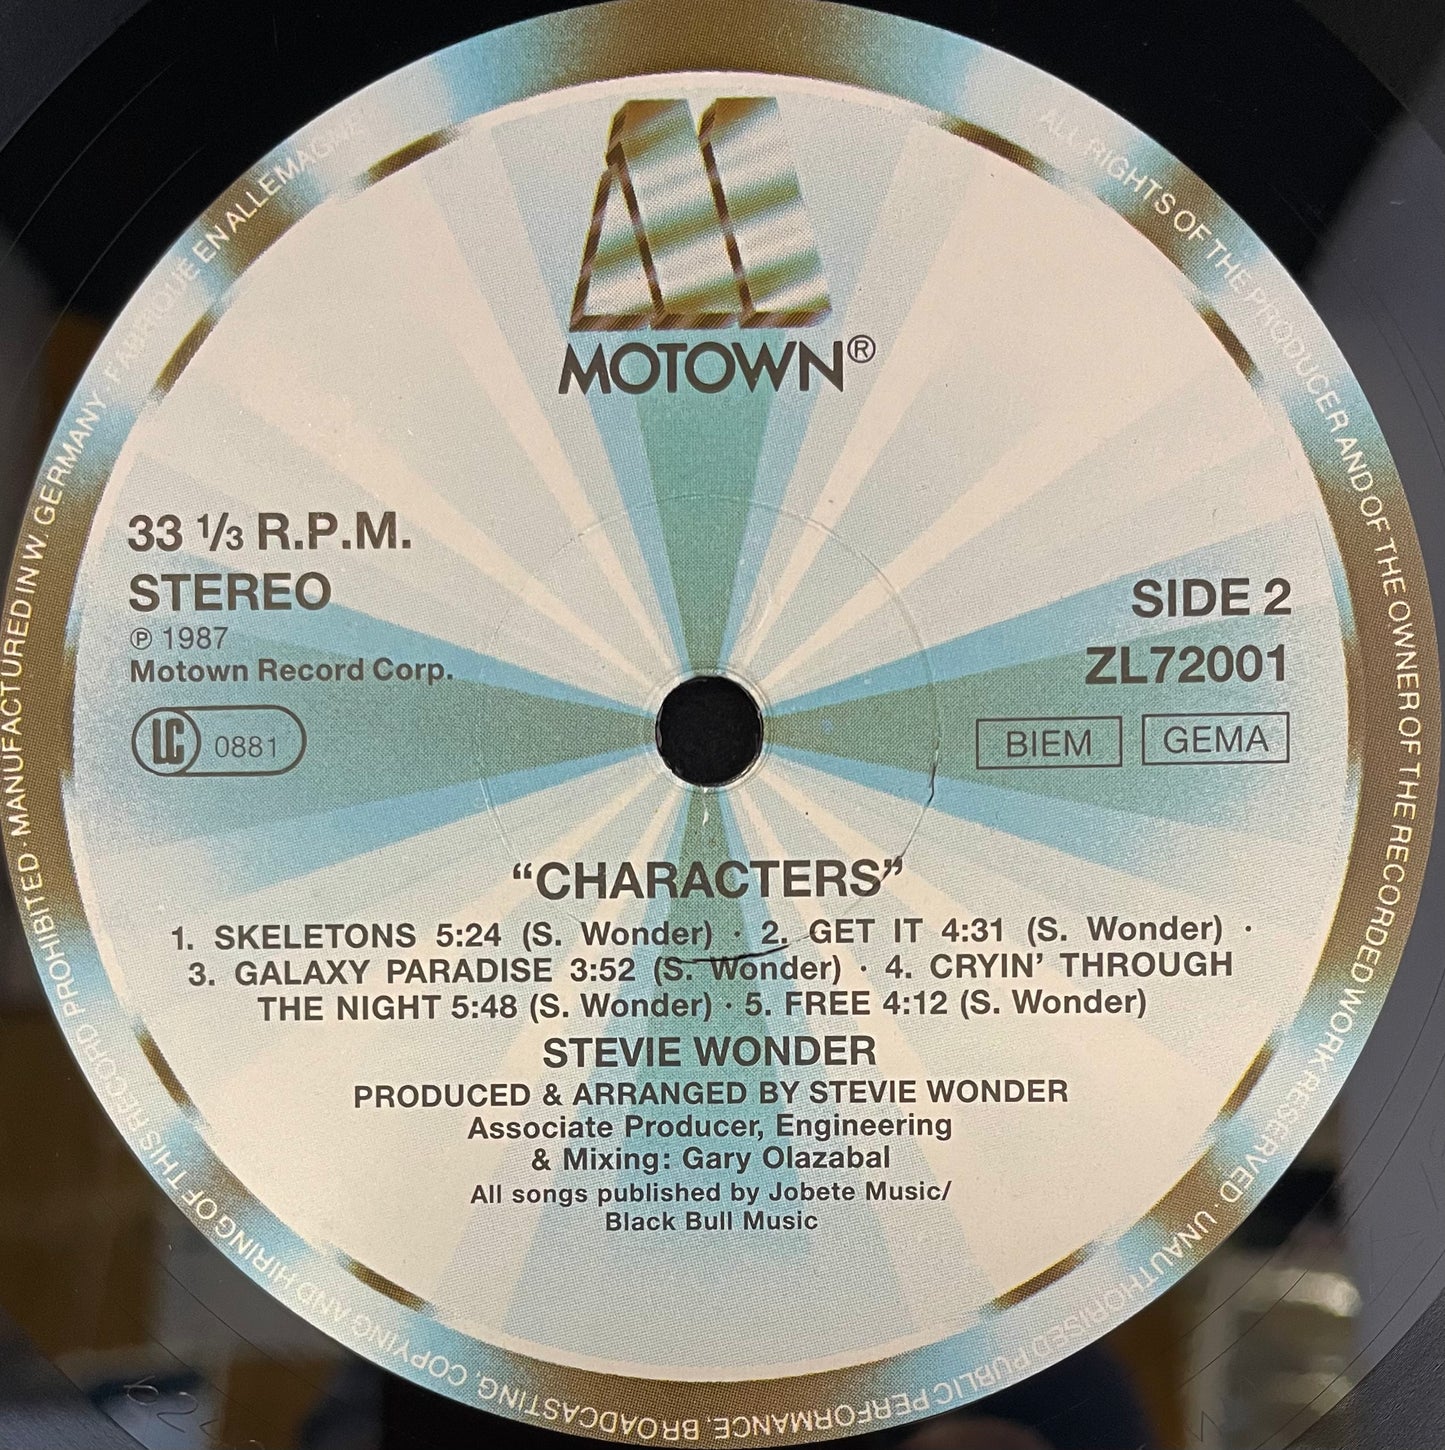 MOTOWN®
33 1/3 R.P.M.
STEREO
℗ 1987
Motown Record Corp.
LC 0881
SIDE 2
ZL72001
BIEM GEMA
“CHARACTERS”
1. SKELETONS 5:24 (S. Wonder) · 2. GET IT 4:31 (S. Wonder) ·
3. GALAXY PARADISE 3:52 (S. Wonder) · 4. CRYIN’ THROUGH
THE NIGHT 5:48 (S. Wonder) · 5. FREE 4:12 (S. Wonder)
STEVIE WONDER
PRODUCED & ARRANGED BY STEVIE WONDER
Associate Producer, Engineering
& Mixing: Gary Olazabal
All songs published by Jobete Music/
Black Bull Music
ALL RIGHTS OF THE PRODUCER AND OF THE OWNER OF THE RECORDED WORK RESERVED · UNAUTHORISED PUBLIC PERFORMANCE, BROADCASTING, COPYING AND HIRING OF THIS RECORD PROHIBITED · MANUFACTURED IN W. GERMANY · FABRIQUÉ EN ALLEMAGNE